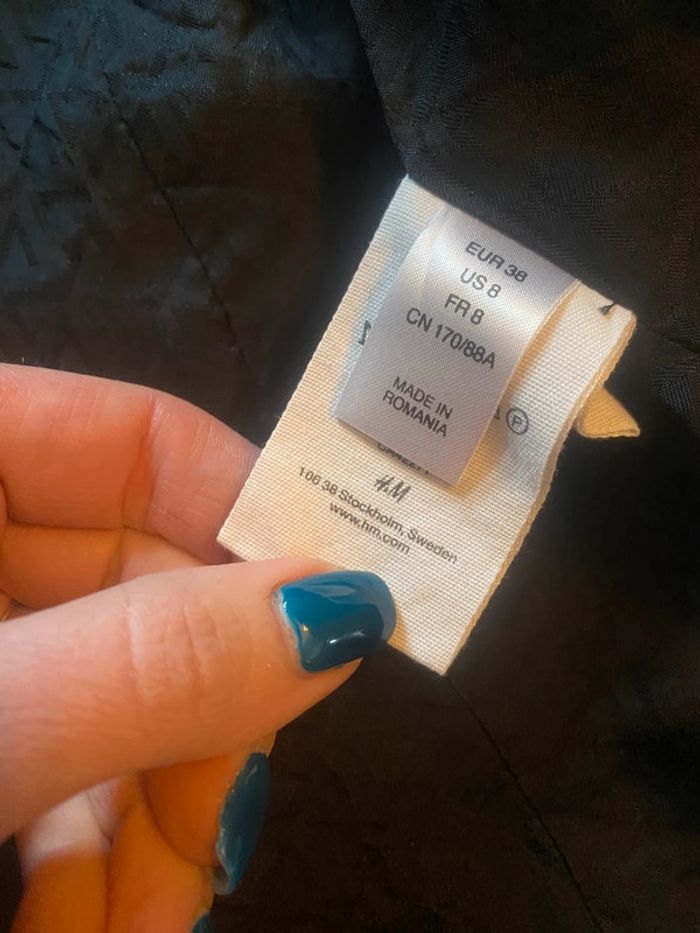 EUR 38
US 8
FR 8
CN 170/88A
MADE IN
ROMANIA
P
H&M
106 38 Stockholm, Sweden
www.hm.com